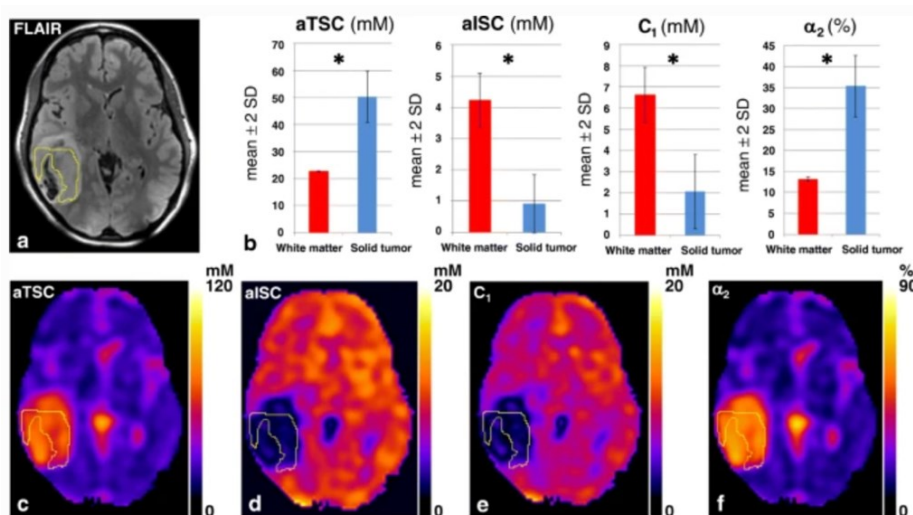 FLAIR
a
b
aTSC (mM)
mean ± 2 SD
70
60
50
40
30
20
10
0
*
White matter Solid tumor
aISC (mM)
mean ± 2 SD
6
5
4
3
2
1
0
*
White matter Solid tumor
C₁ (mM)
mean ± 2 SD
9
8
7
6
5
4
3
2
1
0
*
White matter Solid tumor
α₂ (%)
mean ± 2 SD
45
40
35
30
25
20
15
10
5
0
*
White matter Solid tumor
aTSC
mM
120
0
c
aISC
mM
20
0
d
C₁
mM
20
0
e
α₂
%
90
0
f